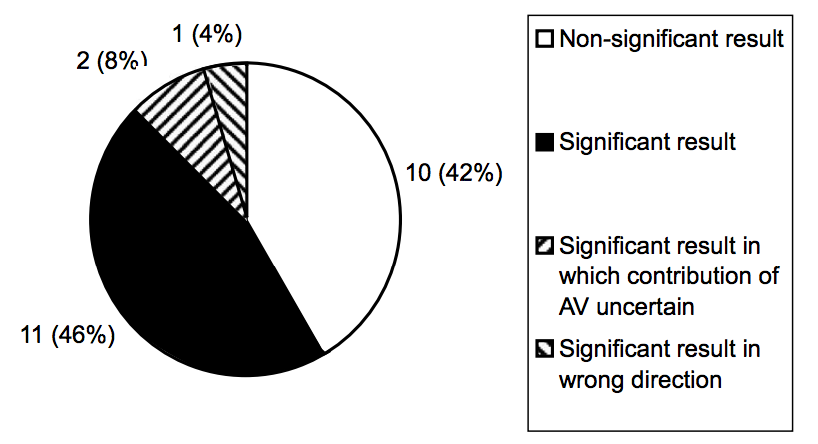 1 (4%)
2 (8%)
10 (42%)
11 (46%)
Non-significant result
Significant result
Significant result in
which contribution of
AV uncertain
Significant result in
wrong direction